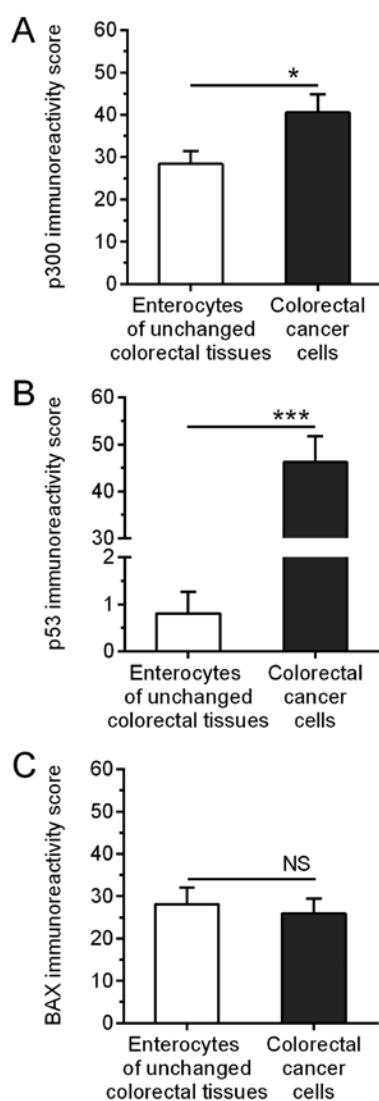 A
p300 immunoreactivity score
60
50
40
30
20
10
0
*
Enterocytes
of unchanged
colorectal tissues
Colorectal
cancer
cells
B
p53 immunoreactivity score
60
50
40
30
2
1
0
***
Enterocytes
of unchanged
colorectal tissues
Colorectal
cancer
cells
C
BAX immunoreactivity score
60
50
40
30
20
10
0
NS
Enterocytes
of unchanged
colorectal tissues
Colorectal
cancer
cells